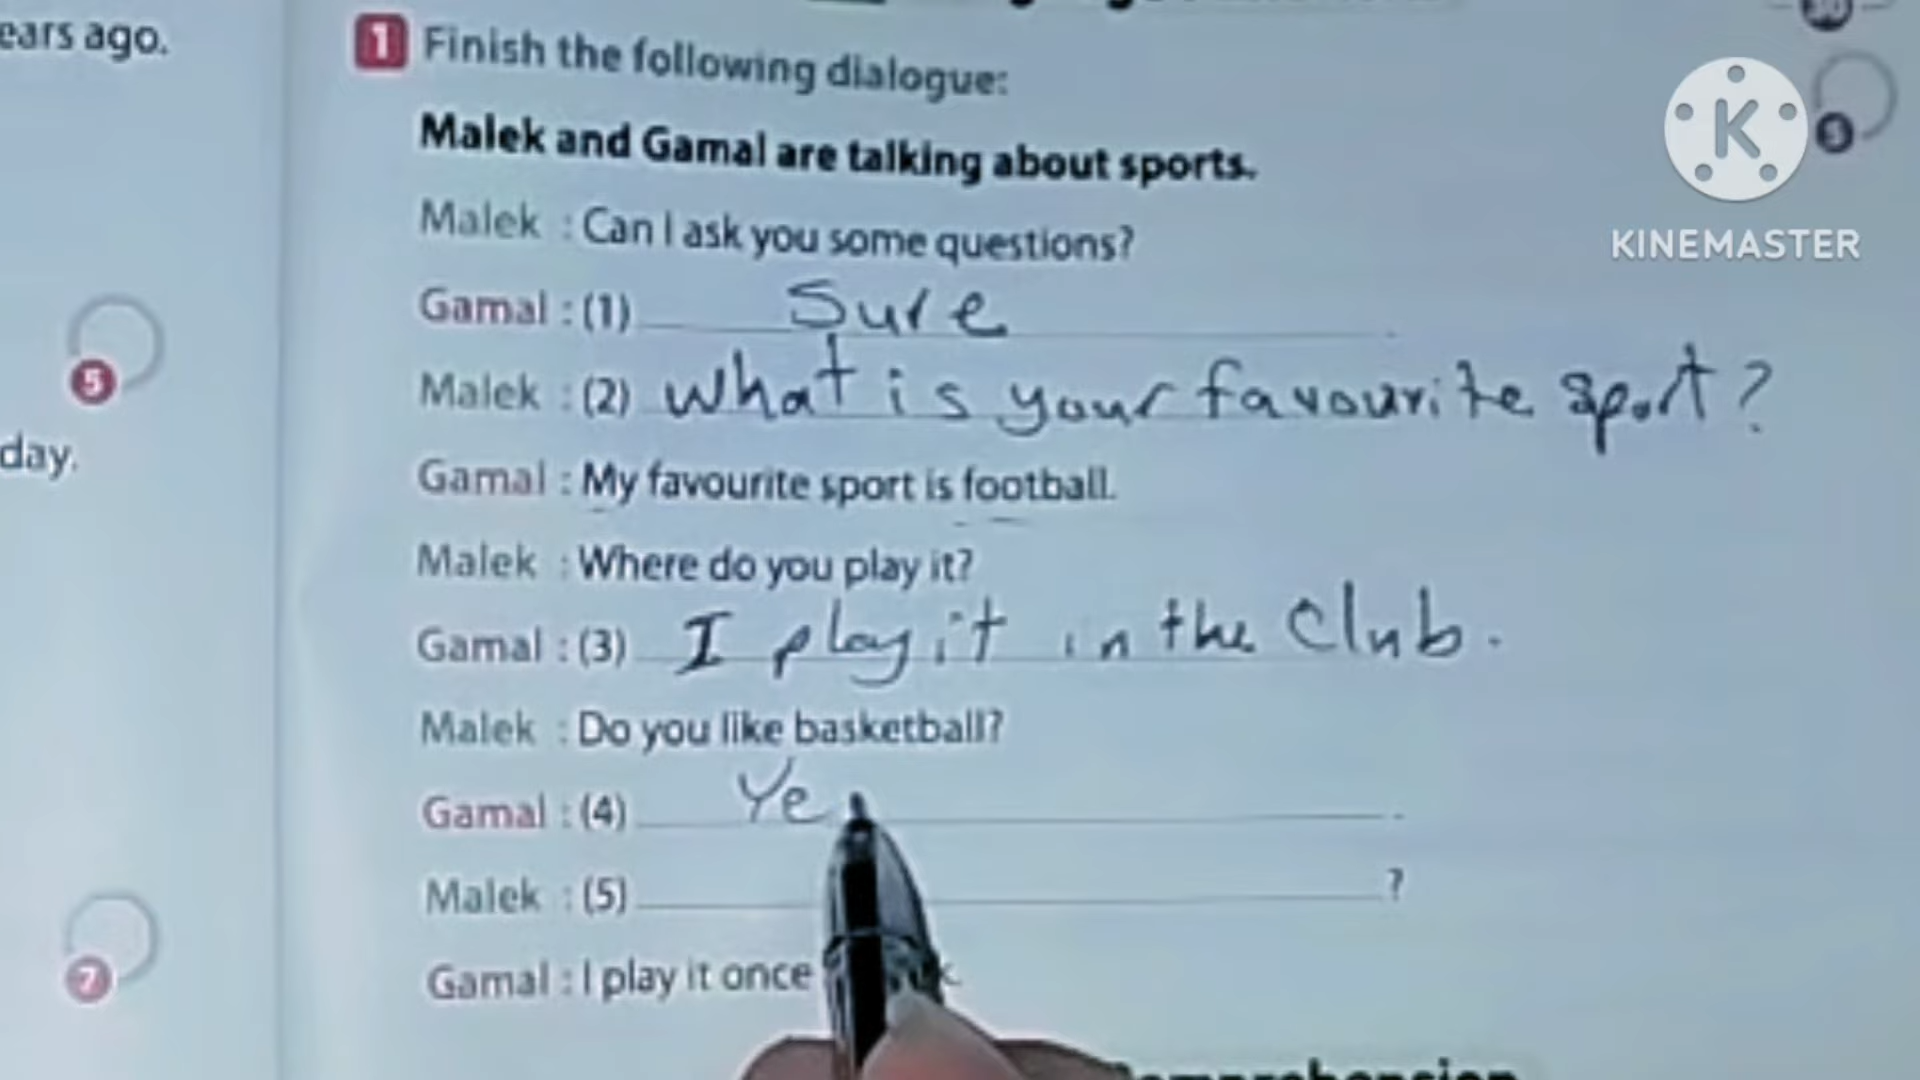 ears ago.
5
day.
7
1 Finish the following dialogue:
Malek and Gamal are talking about sports.
Malek : Can I ask you some questions?
Gamal : (1) Sure
Malek : (2) What is your favourite sport?
Gamal : My favourite sport is football.
Malek : Where do you play it?
Gamal : (3) I play it in the Club.
Malek : Do you like basketball?
Gamal : (4) Ye
Malek : (5) ?
Gamal : I play it once
KINEMASTER